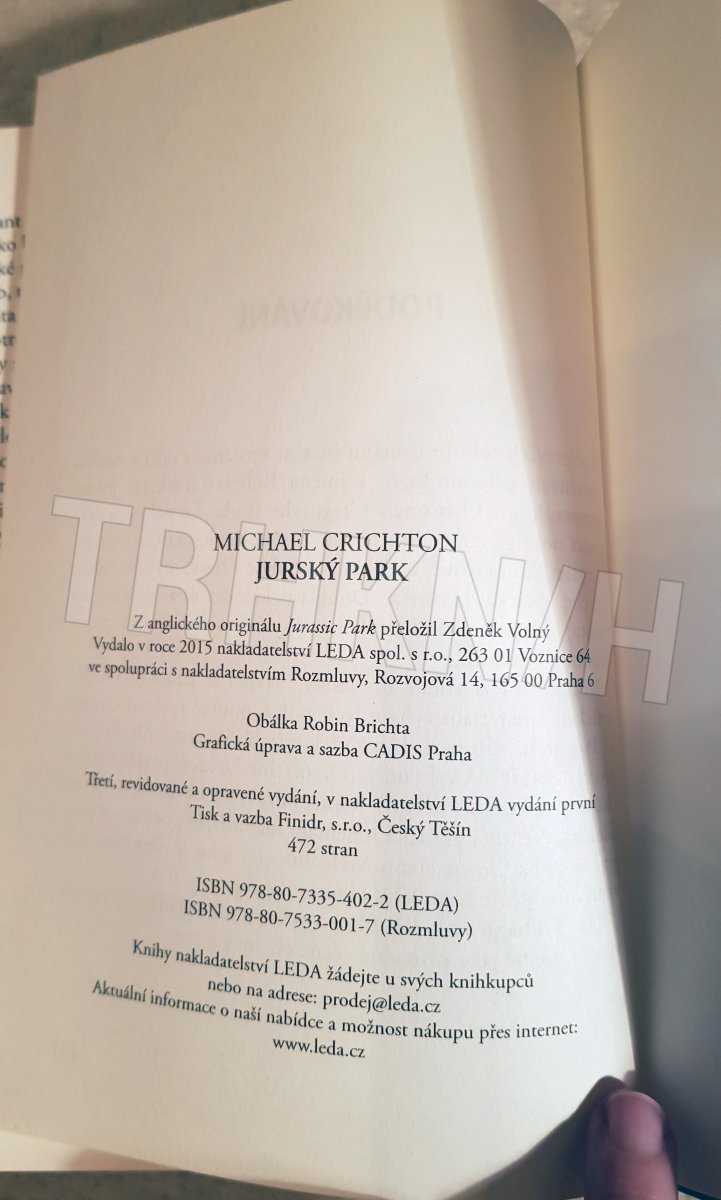 PODĚKOVÁNÍ
MICHAEL CRICHTON
JURSKÝ PARK
Z anglického originálu Jurassic Park přeložil Zdeněk Volný
Vydalo v roce 2015 nakladatelství LEDA spol. s r.o., 263 01 Voznice 64
ve spolupráci s nakladatelstvím Rozmluvy, Rozvojová 14, 165 00 Praha 6
Obálka Robin Brichta
Grafická úprava a sazba CADIS Praha
Třetí, revidované a opravené vydání, v nakladatelství LEDA vydání první
Tisk a vazba Finidr, s.r.o., Český Těšín
472 stran
ISBN 978-80-7335-402-2 (LEDA)
ISBN 978-80-7533-001-7 (Rozmluvy)
Knihy nakladatelství LEDA žádejte u svých knihkupců
nebo na adrese: prodej@leda.cz
Aktuální informace o naší nabídce a možnost nákupu přes internet:
www.leda.cz
TRHKNIH